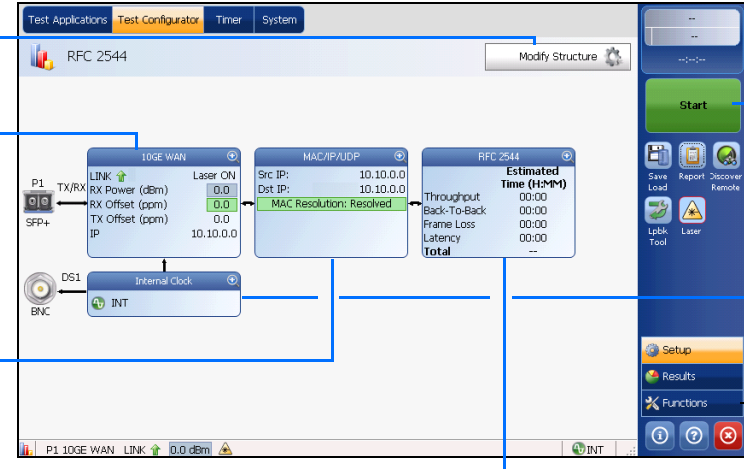 Test Applications Test Configurator Timer System
RFC 2544
Modify Structure
--
--
--:--:--
Start
Save Load
Report
Discover Remote
Lpbk Tool
Laser
P1
TX/RX
SFP+
10GE WAN
LINK Laser ON
RX Power (dBm) 0.0
RX Offset (ppm) 0.0
TX Offset (ppm) 0.0
IP 10.10.0.0
MAC/IP/UDP
Src IP: 10.10.0.0
Dst IP: 10.10.0.0
MAC Resolution: Resolved
RFC 2544
Estimated
Time (H:MM)
Throughput 00:00
Back-To-Back 00:00
Frame Loss 00:00
Latency 00:00
Total --
DS1
BNC
Internal Clock
INT
Setup
Results
Functions
P1 10GE WAN LINK 0.0 dBm INT